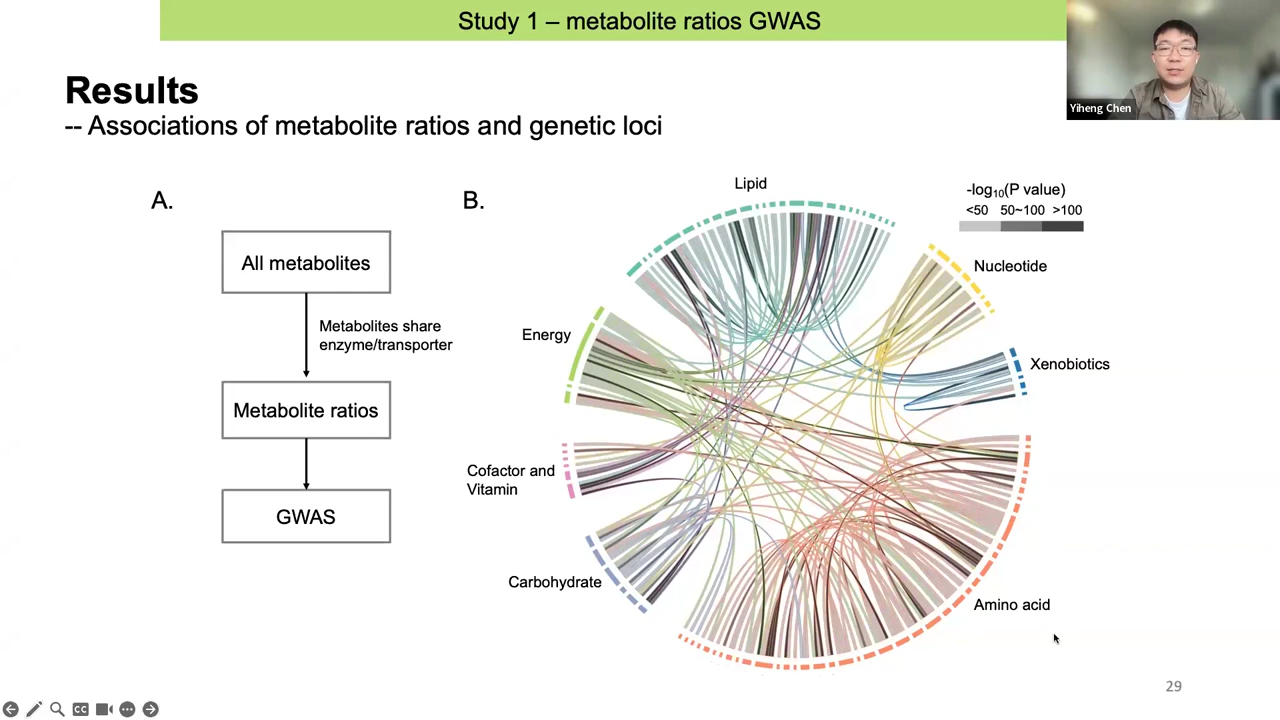 Study 1 – metabolite ratios GWAS
Yiheng Chen
Results
-- Associations of metabolite ratios and genetic loci
A.
All metabolites
Metabolites share
enzyme/transporter
Metabolite ratios
GWAS
B.
Lipid
-log10(P value)
<50 50~100 >100
Nucleotide
Energy
Xenobiotics
Cofactor and
Vitamin
Carbohydrate
Amino acid
29
CC